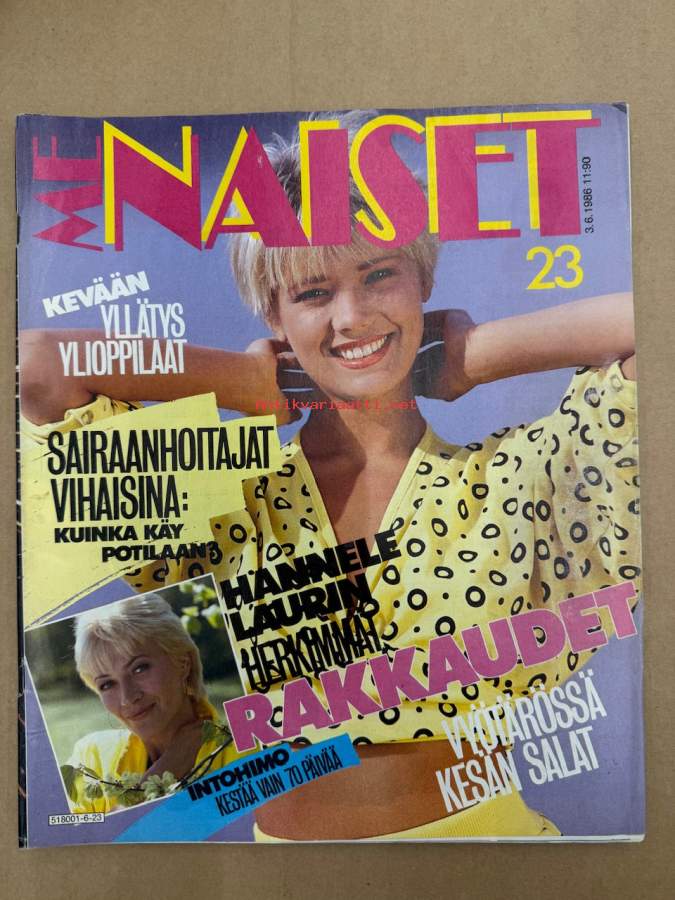 ME NAISET
3.6.1986 11:90
23
KEVÄÄN
YLLÄTYS
YLIOPPILAAT
antikvariaatti.net
SAIRAANHOITAJAT
VIHAISINA:
KUINKA KÄY
POTILAAN?
HANNELE
LAURIN
HERKIMMÄT
RAKKAUDET
VYÖTÄRÖSSÄ
KESÄN SALAT
INTOHIMO
KESTÄÄ VAIN 70 PÄIVÄÄ
518001-6-23